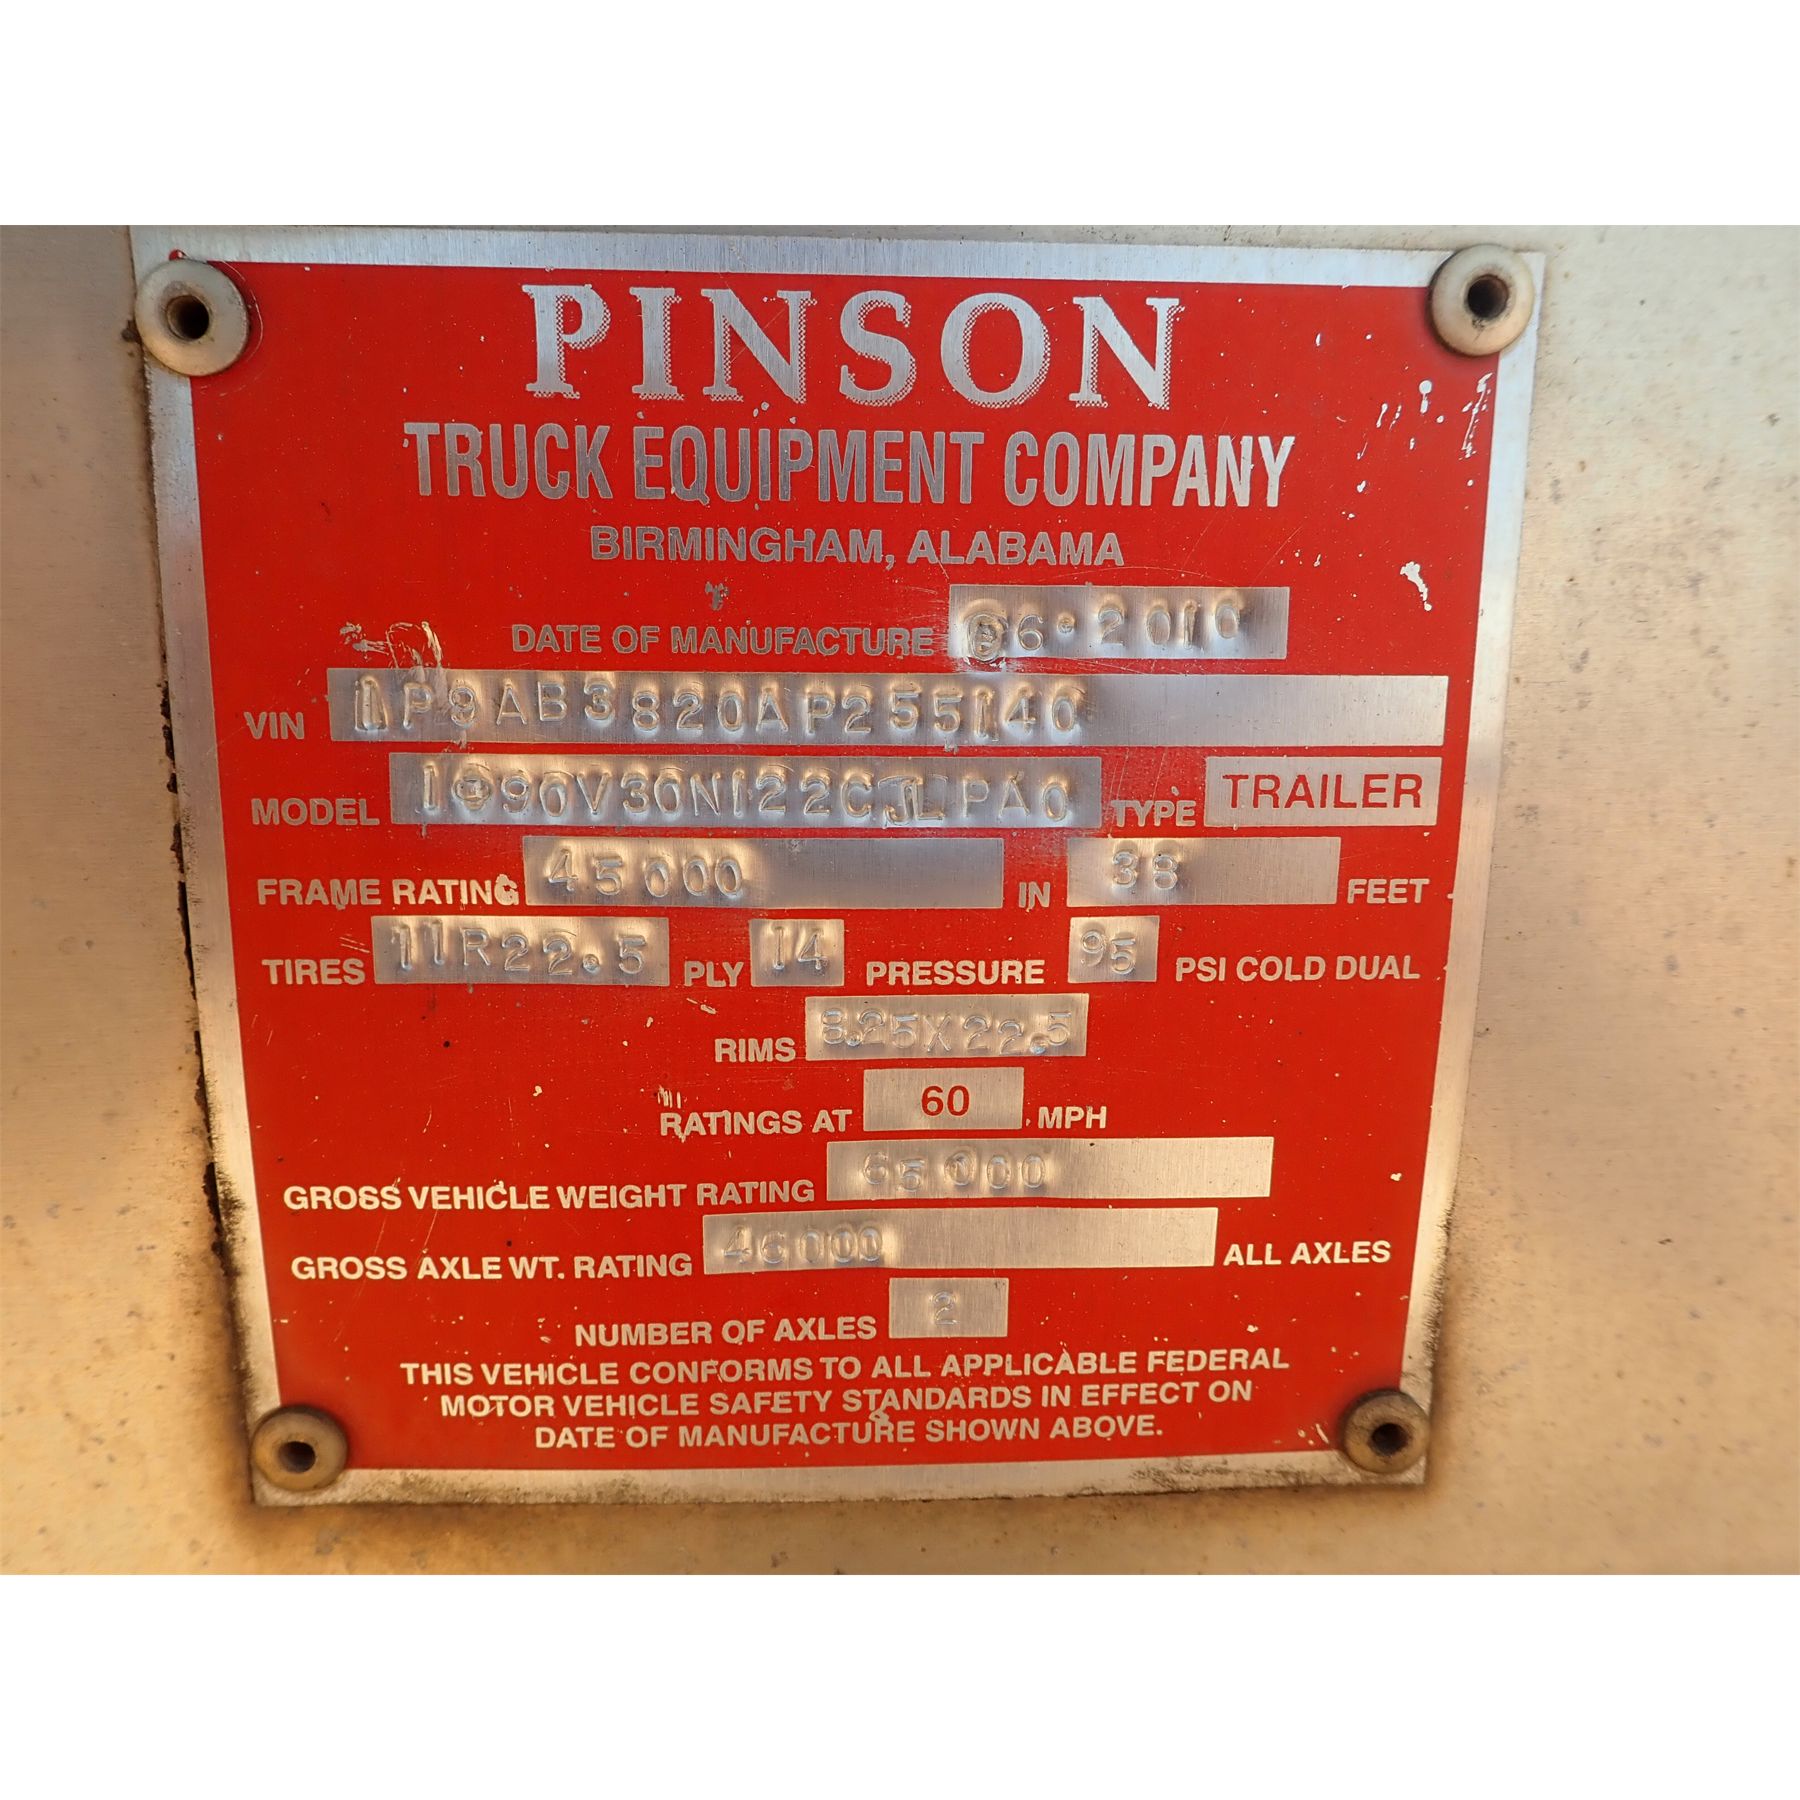 PINSON
TRUCK EQUIPMENT COMPANY
BIRMINGHAM, ALABAMA
DATE OF MANUFACTURE 06·2010
VIN 1P9AB3820AP255140
MODEL TYPE TRAILER
FRAME RATING 45000 IN 38 FEET
TIRES 11R22.5 PLY 14 PRESSURE 95 PSI COLD DUAL
RIMS 8.25X22.5
RATINGS AT 60 MPH
GROSS VEHICLE WEIGHT RATING 65000
GROSS AXLE WT. RATING 46000 ALL AXLES
NUMBER OF AXLES 2
THIS VEHICLE CONFORMS TO ALL APPLICABLE FEDERAL
MOTOR VEHICLE SAFETY STANDARDS IN EFFECT ON
DATE OF MANUFACTURE SHOWN ABOVE.